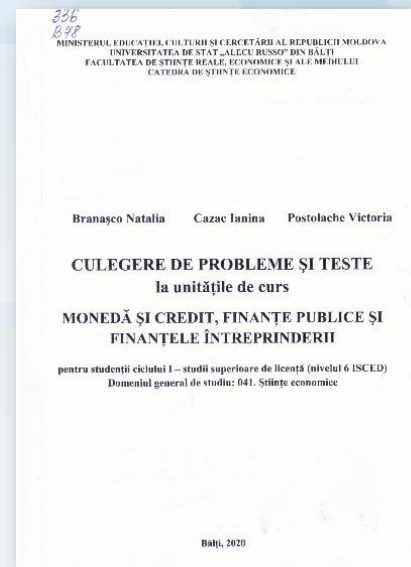 336
B78
MINISTERUL EDUCAŢIEI, CULTURII ŞI CERCETĂRII AL REPUBLICII MOLDOVA
UNIVERSITATEA DE STAT „ALECU RUSSO” DIN BĂLŢI
FACULTATEA DE ŞTIINŢE REALE, ECONOMICE ŞI ALE MEDIULUI
CATEDRA DE ŞTIINŢE ECONOMICE
Branaşco Natalia Cazac Ianina Postolache Victoria
CULEGERE DE PROBLEME ŞI TESTE
la unităţile de curs
MONEDĂ ŞI CREDIT, FINANŢE PUBLICE ŞI
FINANŢELE ÎNTREPRINDERII
pentru studenţii ciclului I – studii superioare de licenţă (nivelul 6 ISCED)
Domeniul general de studiu: 041. Ştiinţe economice
Bălţi, 2020